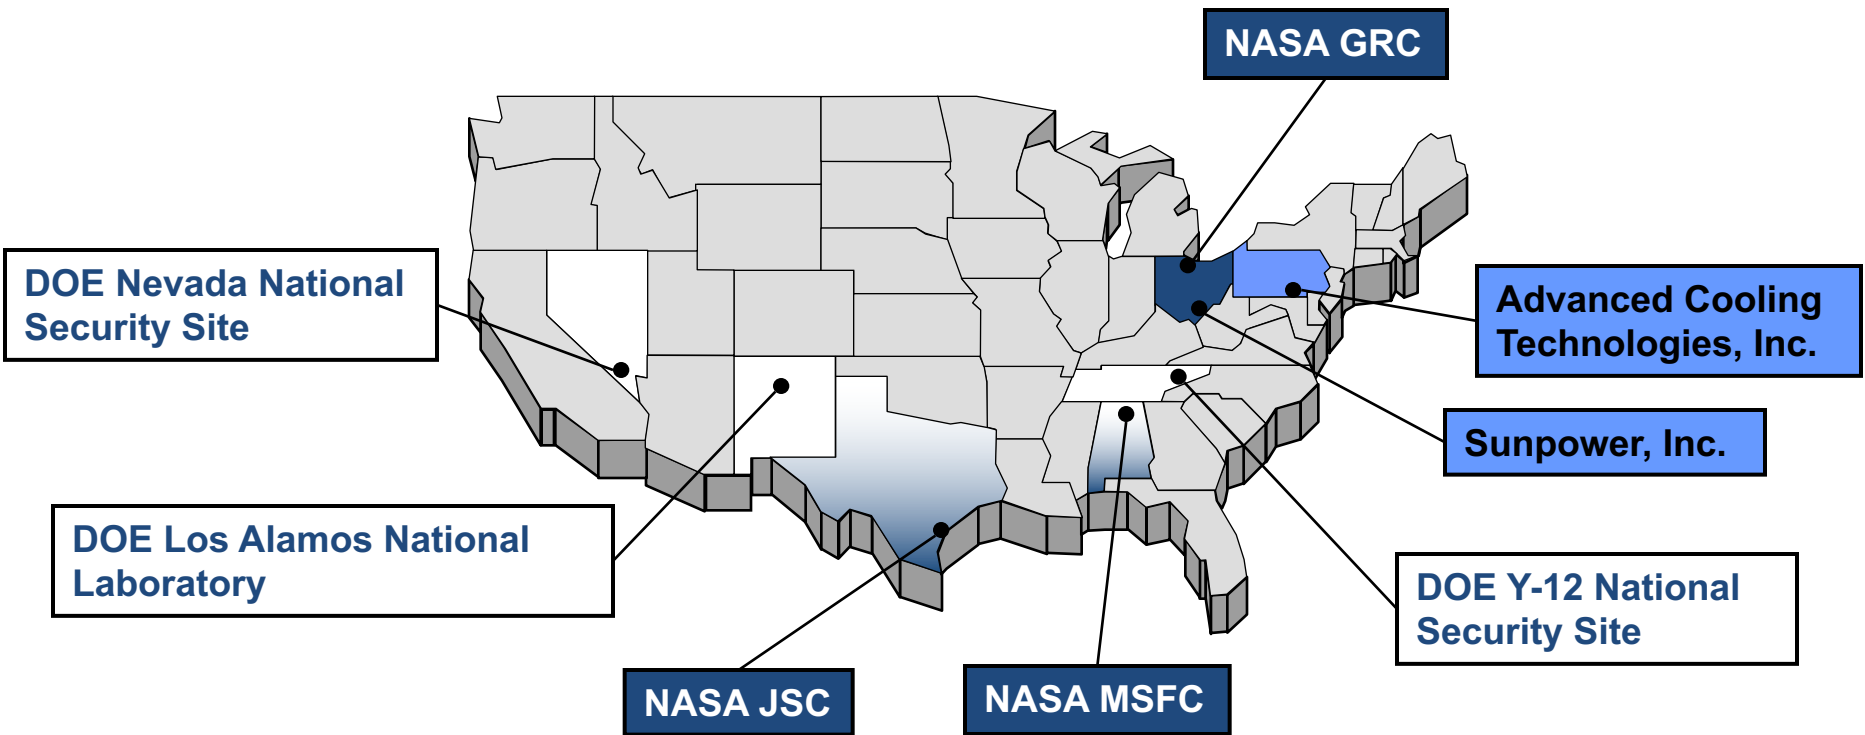 NASA GRC
DOE Nevada National
Security Site
Advanced Cooling
Technologies, Inc.
Sunpower, Inc.
DOE Los Alamos National
Laboratory
DOE Y-12 National
Security Site
NASA JSC
NASA MSFC